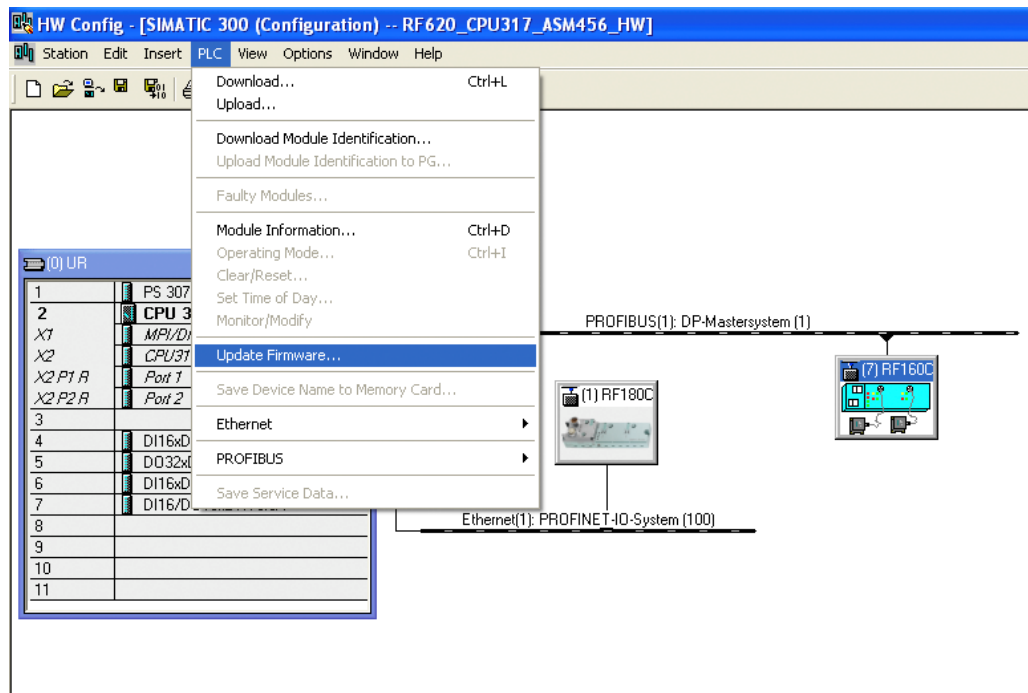 HW Config - [SIMATIC 300 (Configuration) -- RF620_CPU317_ASM456_HW]
Station Edit Insert PLC View Options Window Help
Download... Ctrl+L
Upload...
Download Module Identification...
Upload Module Identification to PG...
Faulty Modules...
Module Information... Ctrl+D
Operating Mode... Ctrl+I
Clear/Reset...
Set Time of Day...
Monitor/Modify
Update Firmware...
Save Device Name to Memory Card...
Ethernet
PROFIBUS
Save Service Data...
(0) UR
1 PS 307
2 CPU 3
X1 MPI/D
X2 CPU31
X2 P1 R Port 1
X2 P2 R Port 2
3
4 DI16xD
5 DO32x
6 DI16xD
7 DI16/D
8
9
10
11
PROFIBUS(1): DP-Mastersystem (1)
(7) RF160C
(1) RF180C
Ethernet(1): PROFINET-IO-System (100)